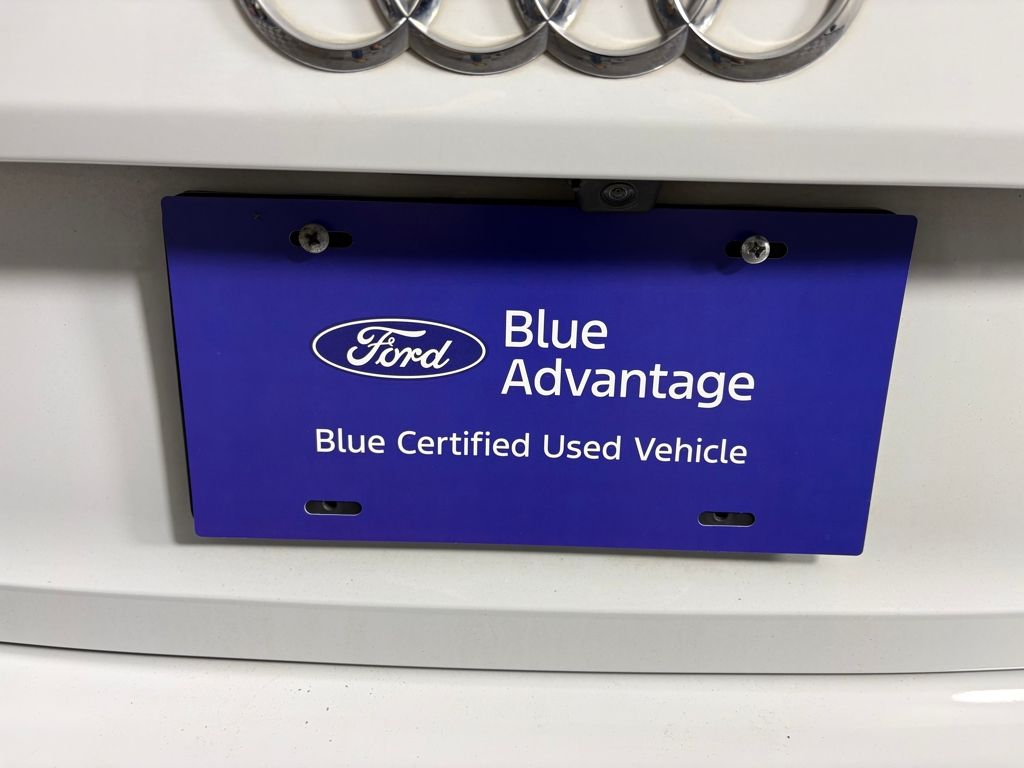 Ford
Blue
Advantage
Blue Certified Used Vehicle